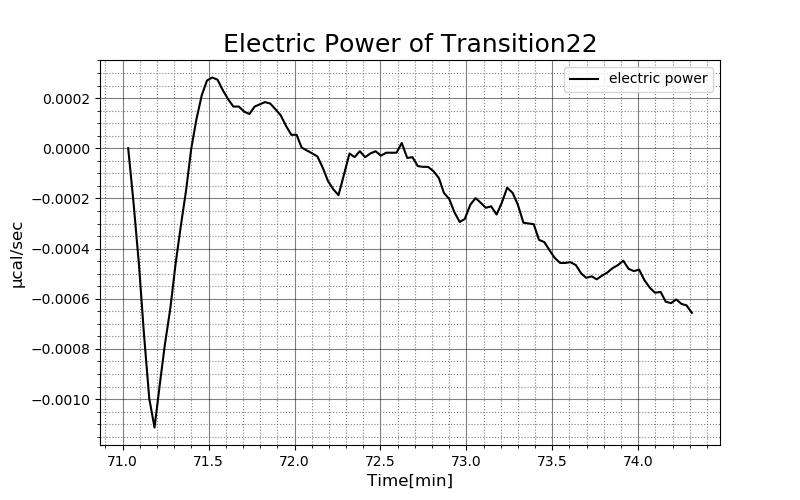 Electric Power of Transition22
electric power
0.0002
0.0000
−0.0002
−0.0004
−0.0006
−0.0008
−0.0010
µcal/sec
71.0 71.5 72.0 72.5 73.0 73.5 74.0
Time[min]